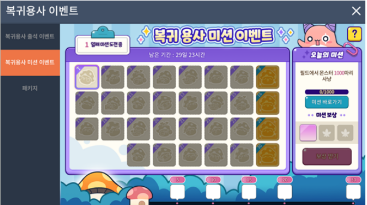 복귀용사 이벤트
복귀용사 출석 이벤트
복귀용사 미션 이벤트
패키지
복귀 용사 미션 이벤트
?
남은 기간 : 29일 23시간
오늘의 미션
필드에서 몬스터 1000마리
사냥
0/1000
미션 바로가기
미션 보상